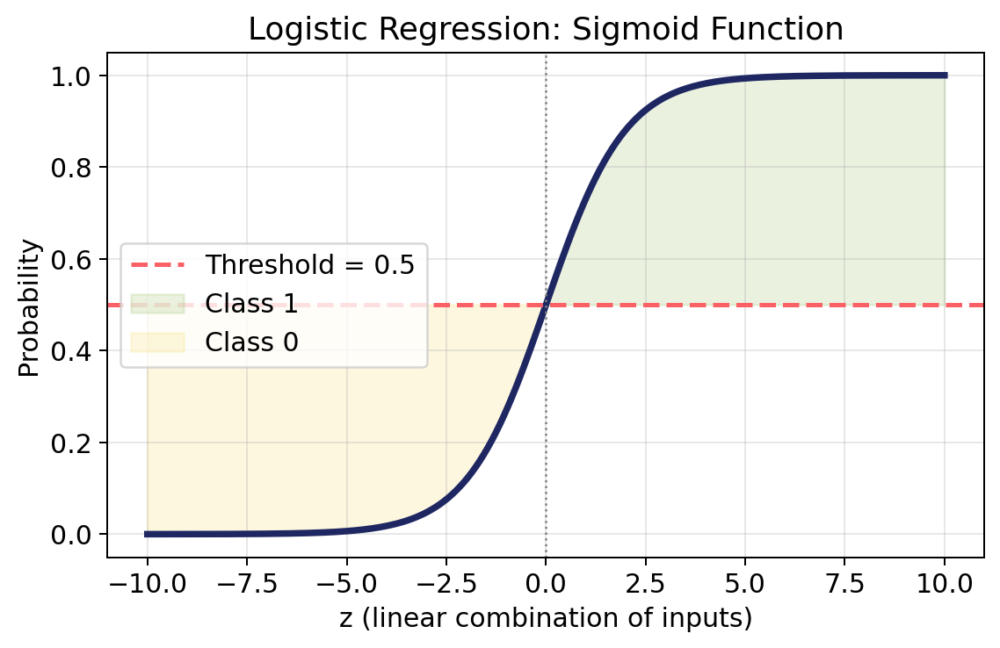 Logistic Regression: Sigmoid Function
Probability
1.0
0.8
0.6
0.4
0.2
0.0
Threshold = 0.5
Class 1
Class 0
−10.0 −7.5 −5.0 −2.5 0.0 2.5 5.0 7.5 10.0
z (linear combination of inputs)